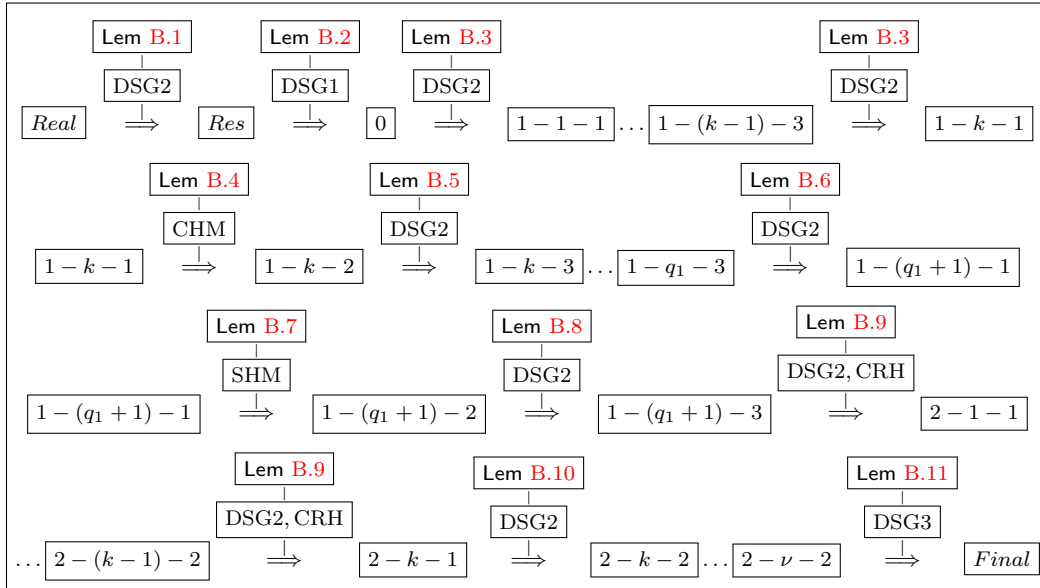 Lem B.1 Lem B.2 Lem B.3 Lem B.3
DSG2 DSG1 DSG2 DSG2
Real ⟹ Res ⟹ 0 ⟹ 1 − 1 − 1 ... 1 − (k − 1) − 3 ⟹ 1 − k − 1
Lem B.4 Lem B.5 Lem B.6
CHM DSG2 DSG2
1 − k − 1 ⟹ 1 − k − 2 ⟹ 1 − k − 3 ... 1 − q₁ − 3 ⟹ 1 − (q₁ + 1) − 1
Lem B.7 Lem B.8 Lem B.9
SHM DSG2 DSG2, CRH
1 − (q₁ + 1) − 1 ⟹ 1 − (q₁ + 1) − 2 ⟹ 1 − (q₁ + 1) − 3 ⟹ 2 − 1 − 1
Lem B.9 Lem B.10 Lem B.11
DSG2, CRH DSG2 DSG3
... 2 − (k − 1) − 2 ⟹ 2 − k − 1 ⟹ 2 − k − 2 ... 2 − ν − 2 ⟹ Final